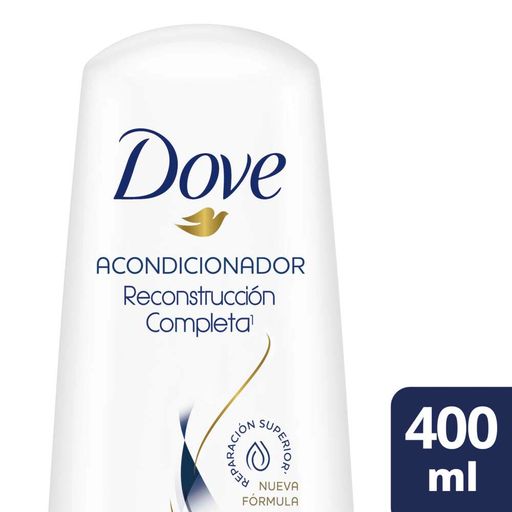 Dove
ACONDICIONADOR
Reconstrucción
Completa¹
REPARACIÓN SUPERIOR
NUEVA
FÓRMULA
400
ml